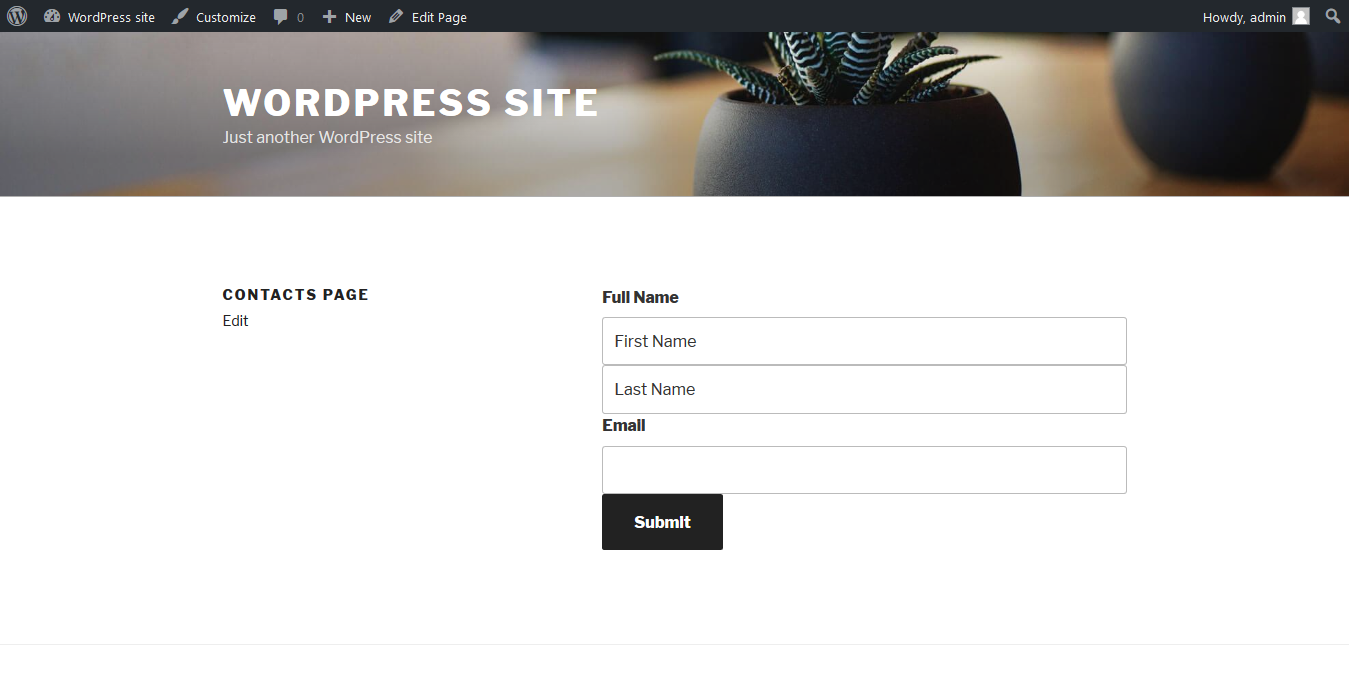 WordPress site Customize 0 New Edit Page Howdy, admin
WORDPRESS SITE
Just another WordPress site
CONTACTS PAGE
Edit
Full Name
First Name
Last Name
Email
Submit